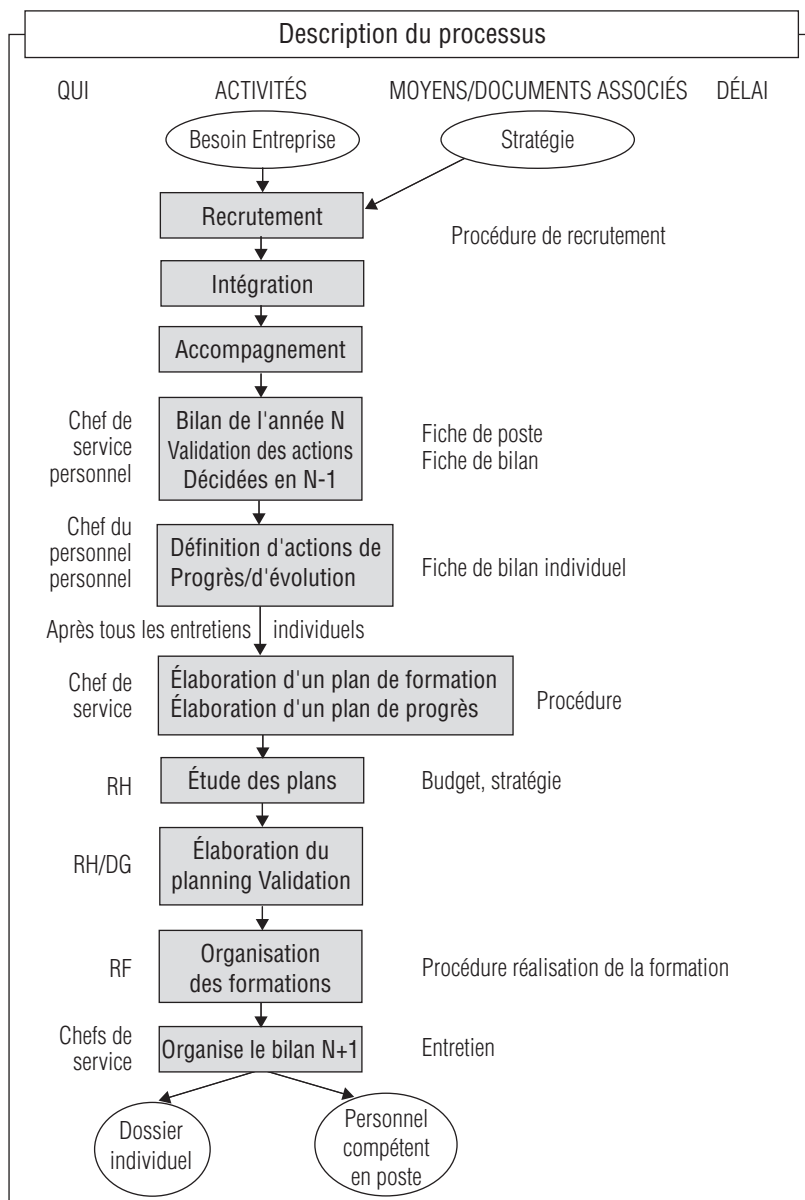 Description du processus
QUI ACTIVITÉS MOYENS/DOCUMENTS ASSOCIÉS DÉLAI
Besoin Entreprise
Stratégie
Recrutement
Procédure de recrutement
Intégration
Accompagnement
Chef de
service
personnel
Bilan de l'année N
Validation des actions
Décidées en N-1
Fiche de poste
Fiche de bilan
Chef du
personnel
personnel
Définition d'actions de
Progrès/d'évolution
Fiche de bilan individuel
Après tous les entretiens individuels
Chef de
service
Élaboration d'un plan de formation
Élaboration d'un plan de progrès
Procédure
RH
Étude des plans
Budget, stratégie
RH/DG
Élaboration du
planning Validation
RF
Organisation
des formations
Procédure réalisation de la formation
Chefs de
service
Organise le bilan N+1
Entretien
Dossier
individuel
Personnel
compétent
en poste